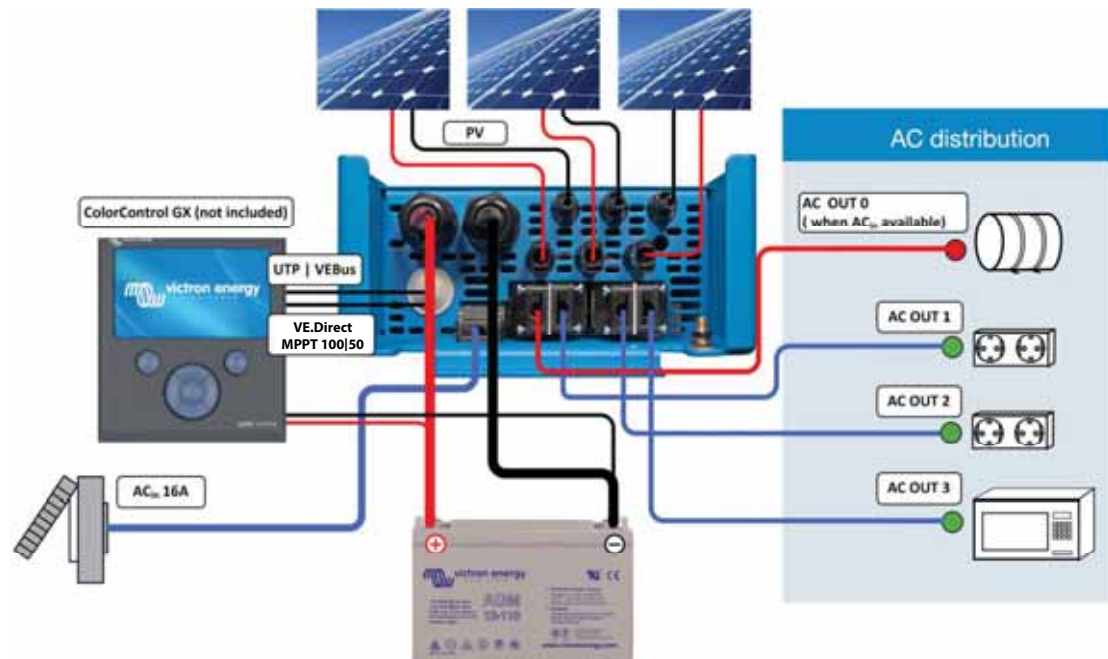 PV
AC distribution
ColorControl GX (not included)
AC OUT 0
( when ACin available)
UTP | VEBus
victron energy
VE.Direct
MPPT 100|50
AC OUT 1
AC OUT 2
ACin 16A
AC OUT 3
+
−
victron energy
AGM
12-110